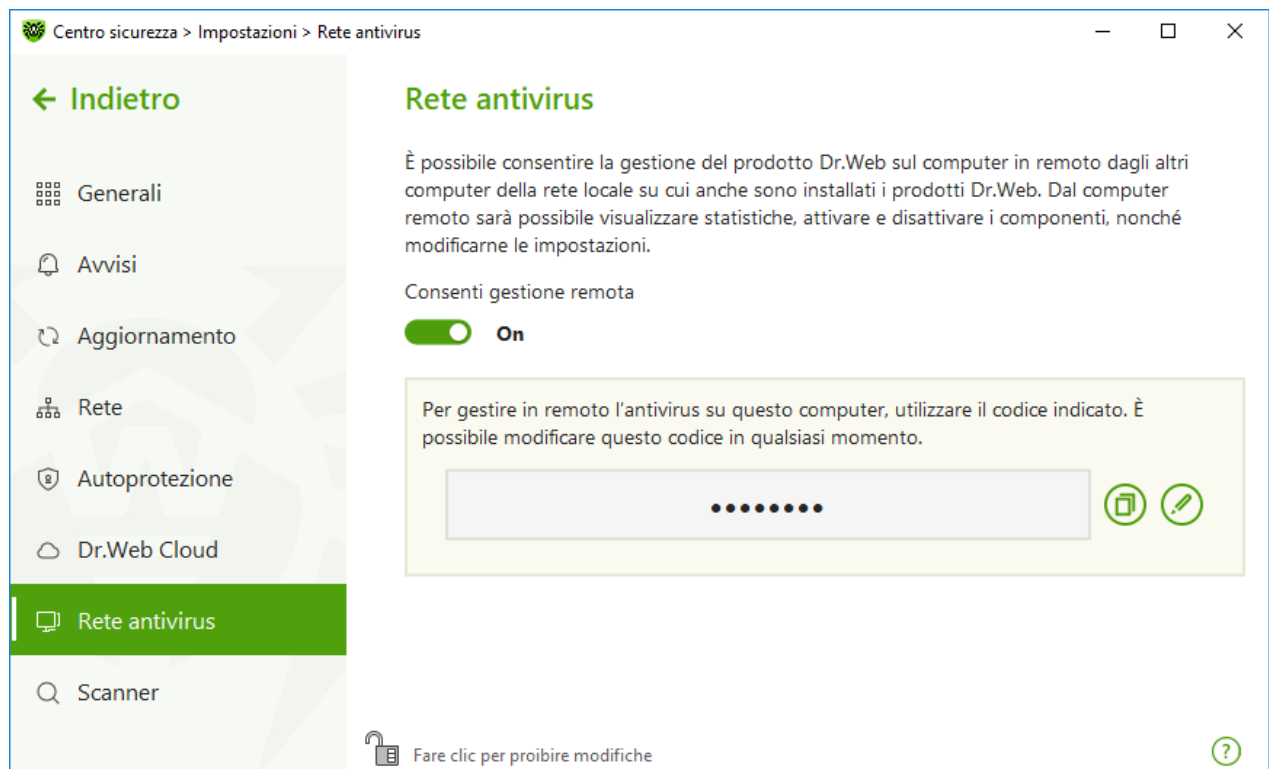 Centro sicurezza > Impostazioni > Rete antivirus
Indietro
Generali
Avvisi
Aggiornamento
Rete
Autoprotezione
Dr.Web Cloud
Rete antivirus
Scanner
Rete antivirus
È possibile consentire la gestione del prodotto Dr.Web sul computer in remoto dagli altri
computer della rete locale su cui anche sono installati i prodotti Dr.Web. Dal computer
remoto sarà possibile visualizzare statistiche, attivare e disattivare i componenti, nonché
modificarne le impostazioni.
Consenti gestione remota
On
Per gestire in remoto l'antivirus su questo computer, utilizzare il codice indicato. È
possibile modificare questo codice in qualsiasi momento.
••••••••
Fare clic per proibire modifiche
?